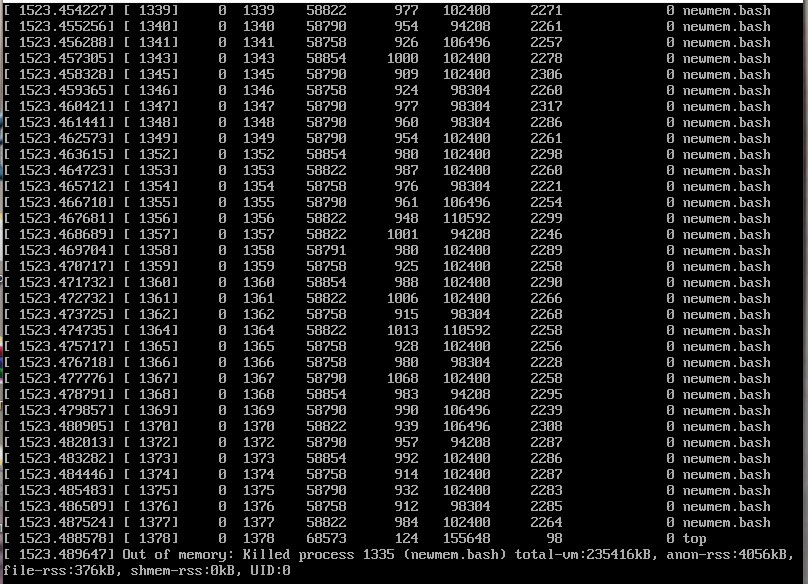 [ 1523.454227] [ 1339] 0 1339 58822 977 102400 2271 0 newmem.bash
[ 1523.455256] [ 1340] 0 1340 58790 954 94208 2261 0 newmem.bash
[ 1523.456288] [ 1341] 0 1341 58758 926 106496 2257 0 newmem.bash
[ 1523.457305] [ 1343] 0 1343 58854 1000 102400 2278 0 newmem.bash
[ 1523.458328] [ 1345] 0 1345 58790 909 102400 2306 0 newmem.bash
[ 1523.459365] [ 1346] 0 1346 58758 924 98304 2260 0 newmem.bash
[ 1523.460421] [ 1347] 0 1347 58790 977 98304 2317 0 newmem.bash
[ 1523.461441] [ 1348] 0 1348 58790 960 98304 2286 0 newmem.bash
[ 1523.462573] [ 1349] 0 1349 58790 954 102400 2261 0 newmem.bash
[ 1523.463615] [ 1352] 0 1352 58854 980 102400 2298 0 newmem.bash
[ 1523.464723] [ 1353] 0 1353 58822 987 102400 2260 0 newmem.bash
[ 1523.465712] [ 1354] 0 1354 58758 976 98304 2221 0 newmem.bash
[ 1523.466710] [ 1355] 0 1355 58790 961 106496 2254 0 newmem.bash
[ 1523.467681] [ 1356] 0 1356 58822 948 110592 2299 0 newmem.bash
[ 1523.468689] [ 1357] 0 1357 58822 1001 94208 2246 0 newmem.bash
[ 1523.469704] [ 1358] 0 1358 58791 980 102400 2289 0 newmem.bash
[ 1523.470717] [ 1359] 0 1359 58758 925 102400 2258 0 newmem.bash
[ 1523.471732] [ 1360] 0 1360 58854 988 102400 2290 0 newmem.bash
[ 1523.472732] [ 1361] 0 1361 58822 1006 102400 2266 0 newmem.bash
[ 1523.473725] [ 1362] 0 1362 58758 915 98304 2268 0 newmem.bash
[ 1523.474735] [ 1364] 0 1364 58822 1013 110592 2258 0 newmem.bash
[ 1523.475717] [ 1365] 0 1365 58758 928 102400 2256 0 newmem.bash
[ 1523.476718] [ 1366] 0 1366 58758 980 98304 2228 0 newmem.bash
[ 1523.477776] [ 1367] 0 1367 58790 1068 102400 2258 0 newmem.bash
[ 1523.478791] [ 1368] 0 1368 58854 983 94208 2295 0 newmem.bash
[ 1523.479857] [ 1369] 0 1369 58790 990 106496 2239 0 newmem.bash
[ 1523.480905] [ 1370] 0 1370 58822 939 106496 2308 0 newmem.bash
[ 1523.482013] [ 1372] 0 1372 58790 957 94208 2287 0 newmem.bash
[ 1523.483282] [ 1373] 0 1373 58854 992 102400 2286 0 newmem.bash
[ 1523.484446] [ 1374] 0 1374 58758 914 102400 2287 0 newmem.bash
[ 1523.485483] [ 1375] 0 1375 58790 932 102400 2283 0 newmem.bash
[ 1523.486509] [ 1376] 0 1376 58758 912 98304 2285 0 newmem.bash
[ 1523.487524] [ 1377] 0 1377 58822 984 102400 2264 0 newmem.bash
[ 1523.488578] [ 1378] 0 1378 68573 124 155648 98 0 top
[ 1523.489647] Out of memory: Killed process 1335 (newmem.bash) total-vm:235416kB, anon-rss:4056kB,
file-rss:376kB, shmem-rss:0kB, UID:0